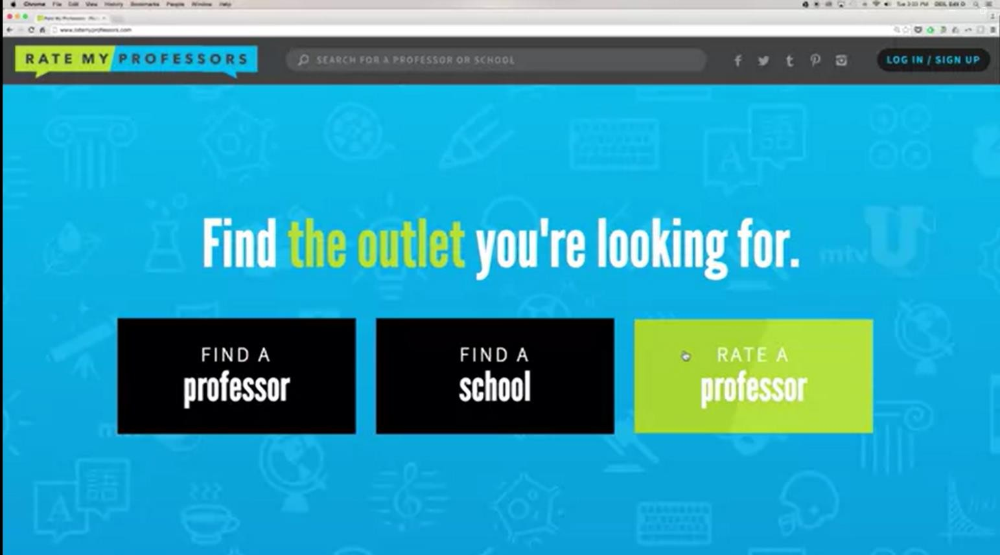 Chrome File Edit View History Bookmarks People Window Help
www.ratemyprofessors.com
RATE MY PROFESSORS
SEARCH FOR A PROFESSOR OR SCHOOL
LOG IN / SIGN UP
Find the outlet you're looking for.
mtvU
FIND A
professor
FIND A
school
RATE A
professor